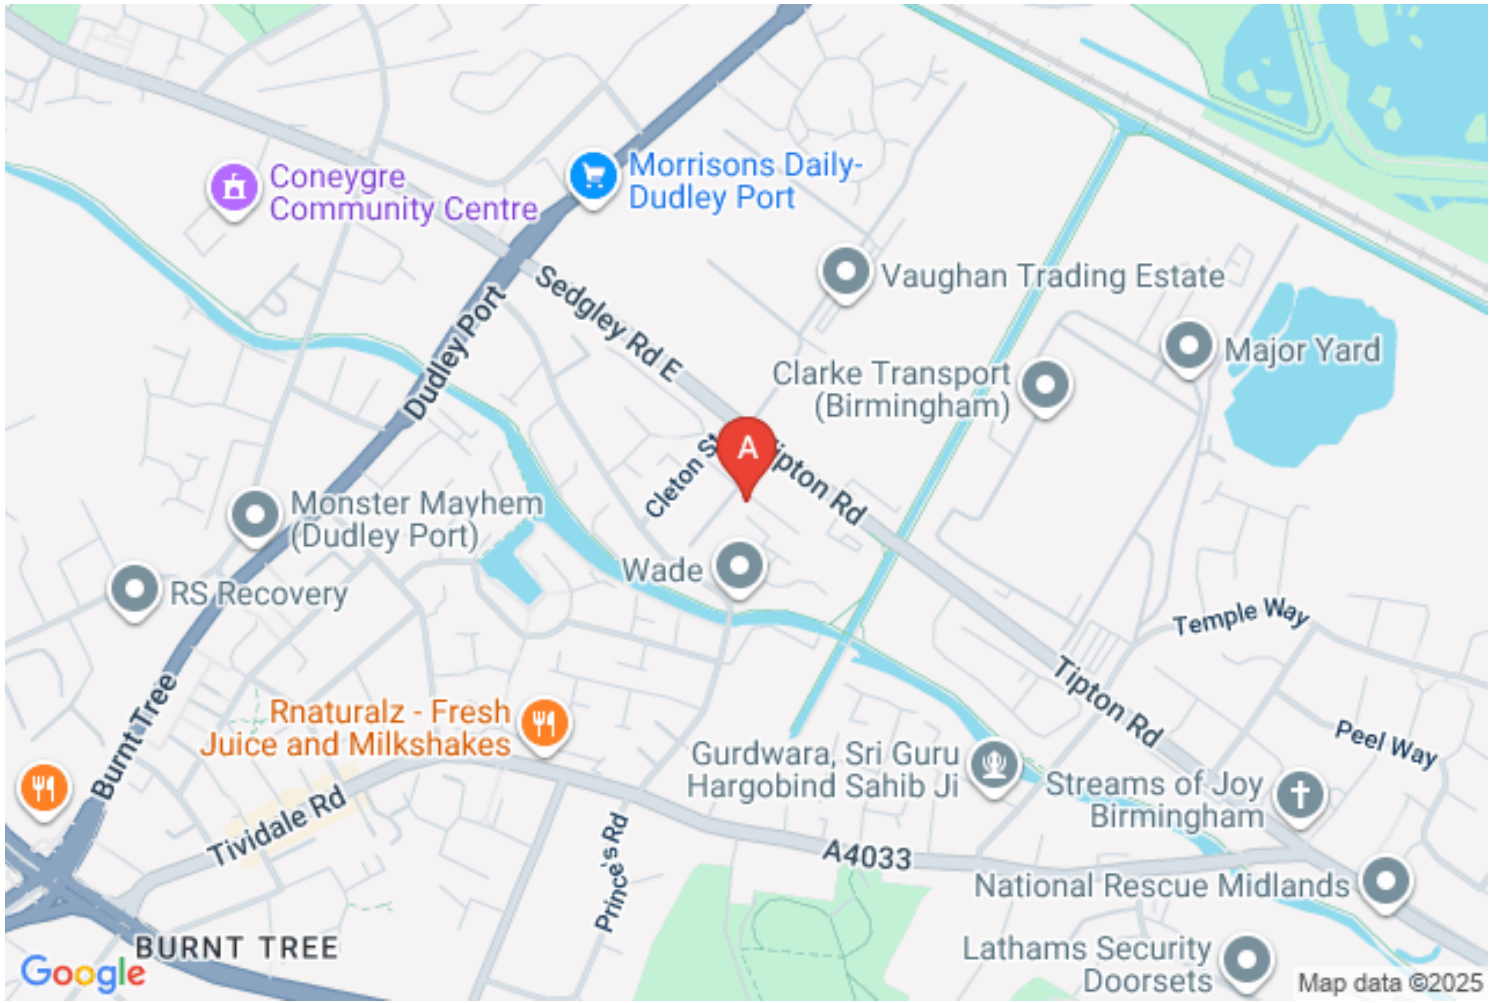 Coneygre
Community Centre
Morrisons Daily-
Dudley Port
Sedgley Rd E
Vaughan Trading Estate
Dudley Port
Major Yard
Clarke Transport
(Birmingham)
A
Cleton St
Tipton Rd
Monster Mayhem
(Dudley Port)
Wade
RS Recovery
Temple Way
Tipton Rd
Burnt Tree
Rnaturalz - Fresh
Juice and Milkshakes
Peel Way
Gurdwara, Sri Guru
Hargobind Sahib Ji
Streams of Joy
Birmingham
Tividale Rd
Prince's Rd
A4033
National Rescue Midlands
BURNT TREE
Lathams Security
Doorsets
Google
Map data ©2025